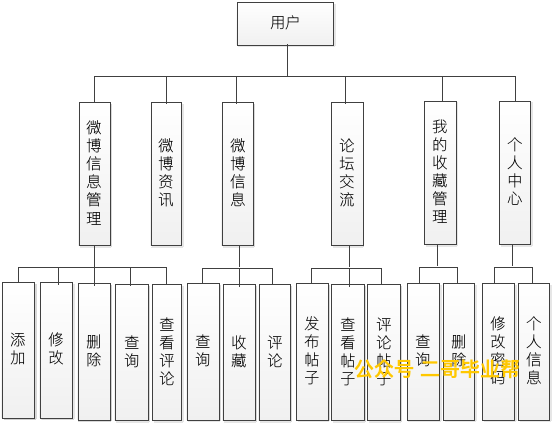 用户
微博信息管理
微博资讯
微博信息
论坛交流
我的收藏管理
个人中心
添加
修改
删除
查询
查看评论
查询
收藏
评论
发布帖子
查看帖子
评论帖子
查询
删除
修改密码
个人信息
公众号 二哥毕业帮